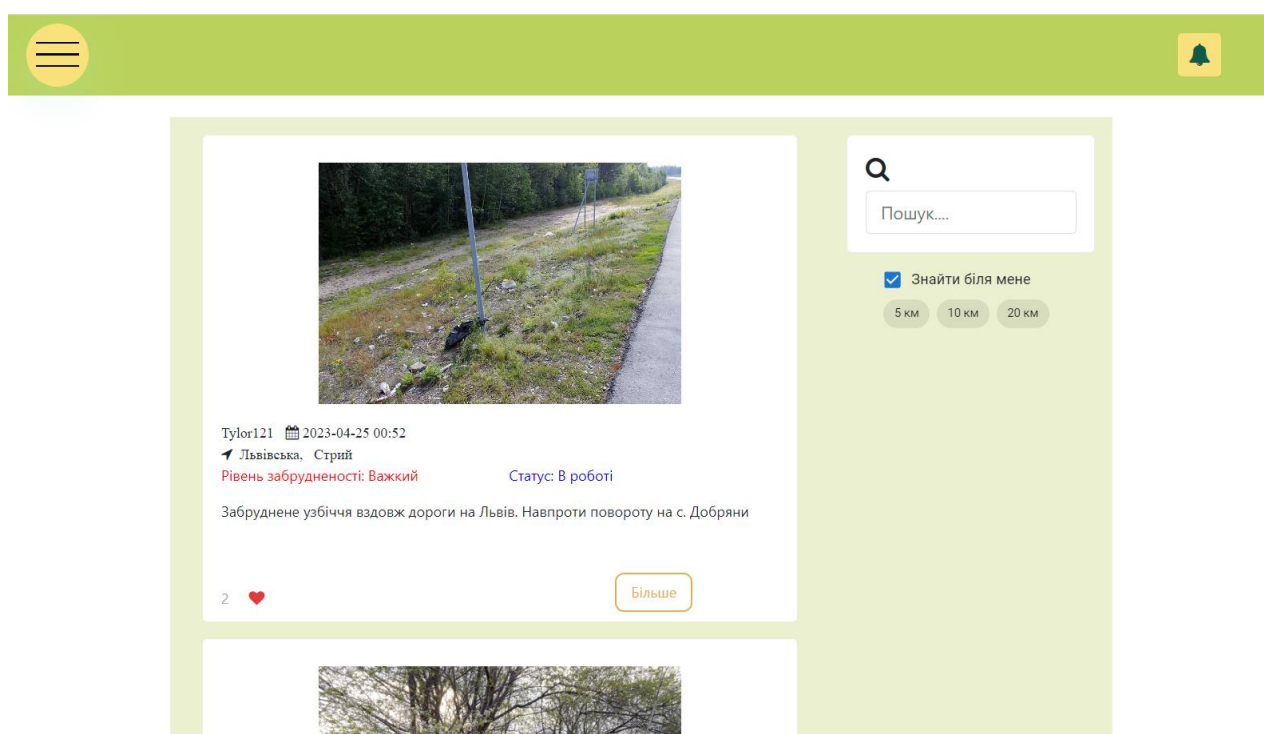 Пошук....
Знайти біля мене
5 км 10 км 20 км
Tylor121 2023-04-25 00:52
Львівська, Стрий
Рівень забрудненості: Важкий Статус: В роботі
Забруднене узбіччя вздовж дороги на Львів. Навпроти повороту на с. Добряни
2 Більше